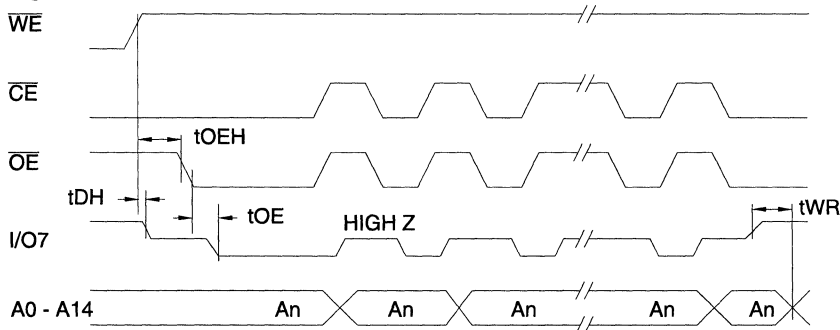 WE
CE
tOEH
OE
tDH
tOE
HIGH Z
tWR
I/O7
A0 - A14 An An An An An